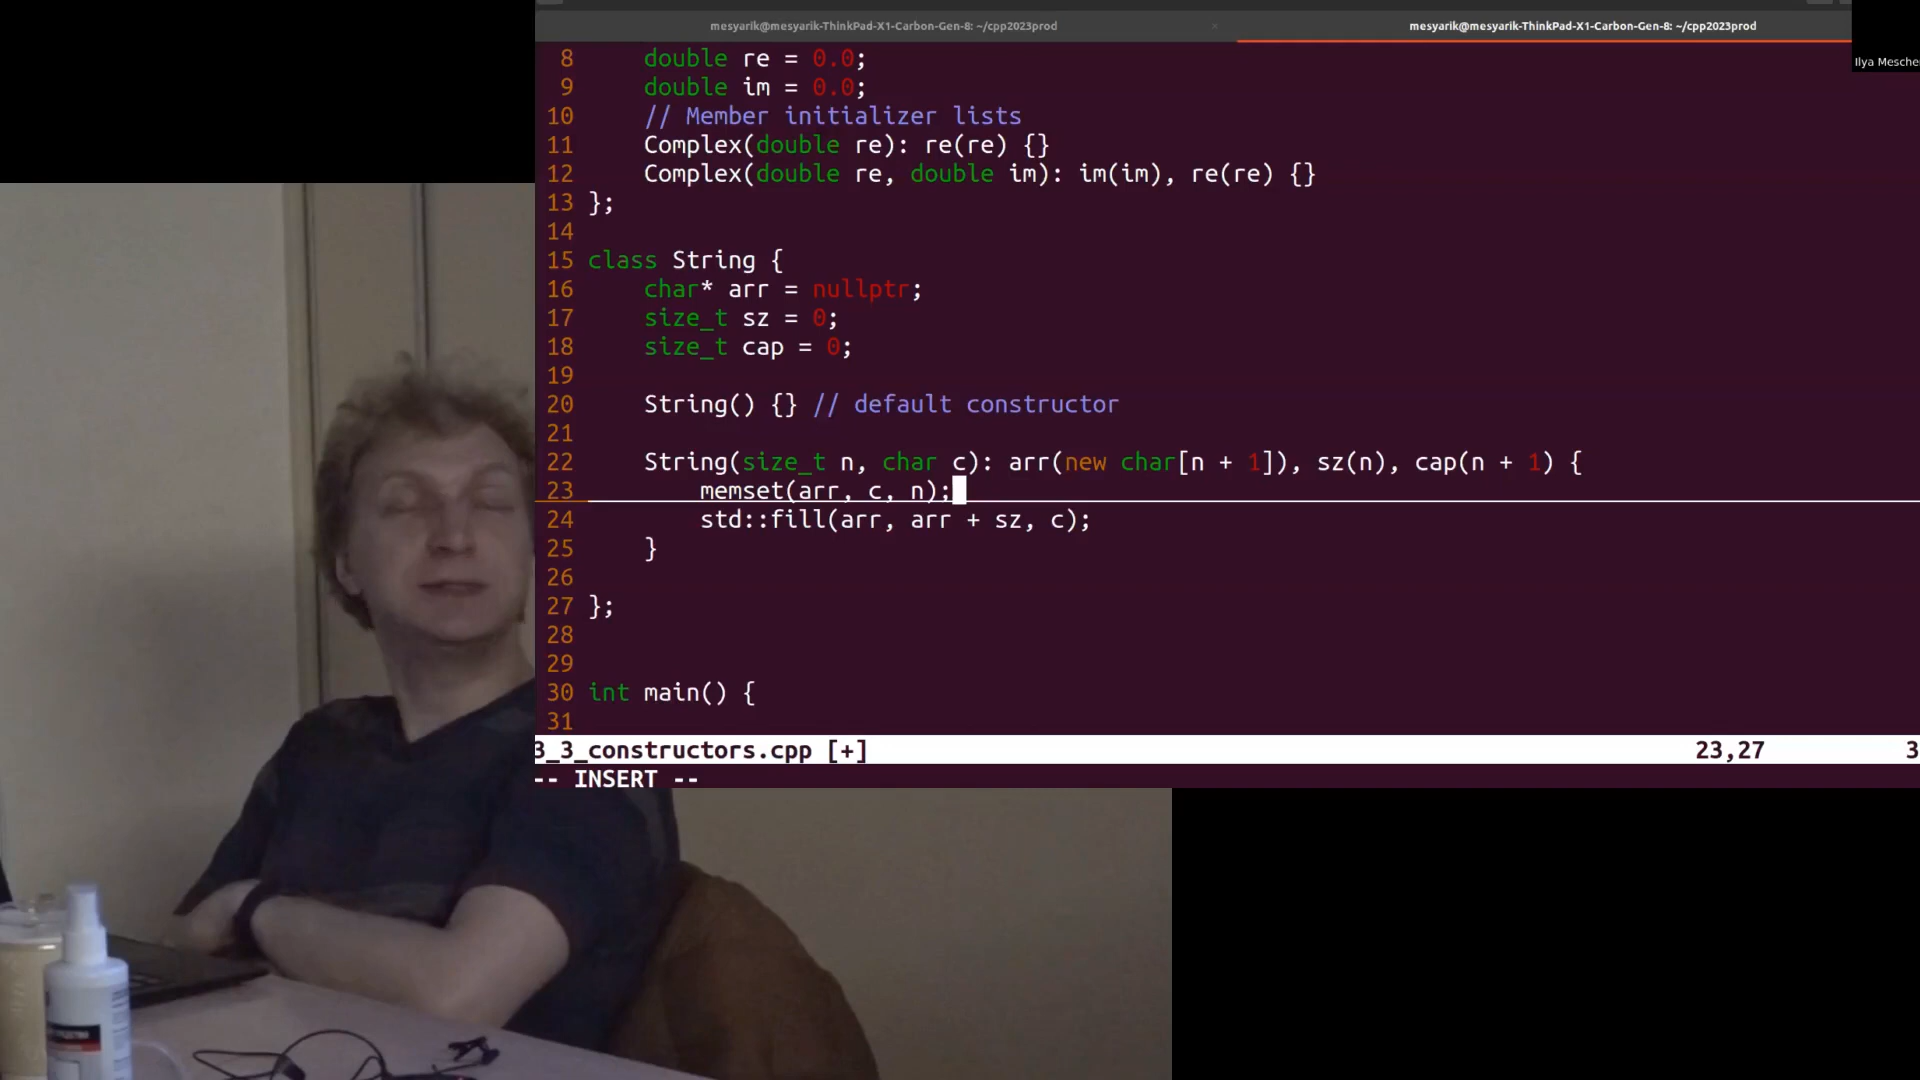 mesyarik@mesyarik-ThinkPad-X1-Carbon-Gen-8: ~/cpp2023prod × mesyarik@mesyarik-ThinkPad-X1-Carbon-Gen-8: ~/cpp2023prod
Ilya Mescher
8 double re = 0.0;
9 double im = 0.0;
10 // Member initializer lists
11 Complex(double re): re(re) {}
12 Complex(double re, double im): im(im), re(re) {}
13 };
14
15 class String {
16 char* arr = nullptr;
17 size_t sz = 0;
18 size_t cap = 0;
19
20 String() {} // default constructor
21
22 String(size_t n, char c): arr(new char[n + 1]), sz(n), cap(n + 1) {
23 memset(arr, c, n);
24 std::fill(arr, arr + sz, c);
25 }
26
27 };
28
29
30 int main() {
31
3_3_constructors.cpp [+] 23,27 3
-- INSERT --